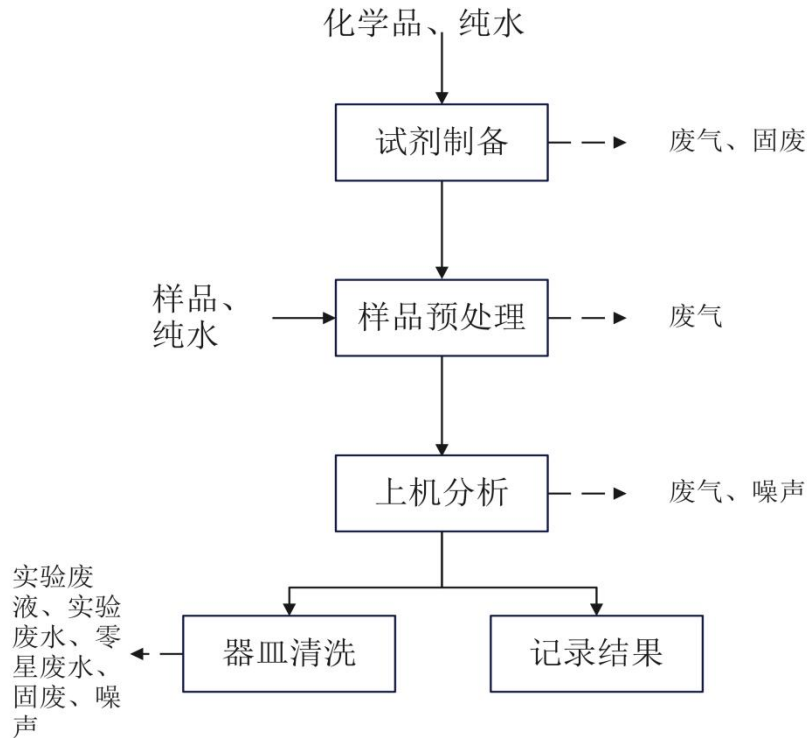 化学品、纯水
试剂制备
废气、固废
样品、
纯水
样品预处理
废气
上机分析
废气、噪声
实验废
液、实验
废水、零
星废水、
固废、噪
声
器皿清洗
记录结果